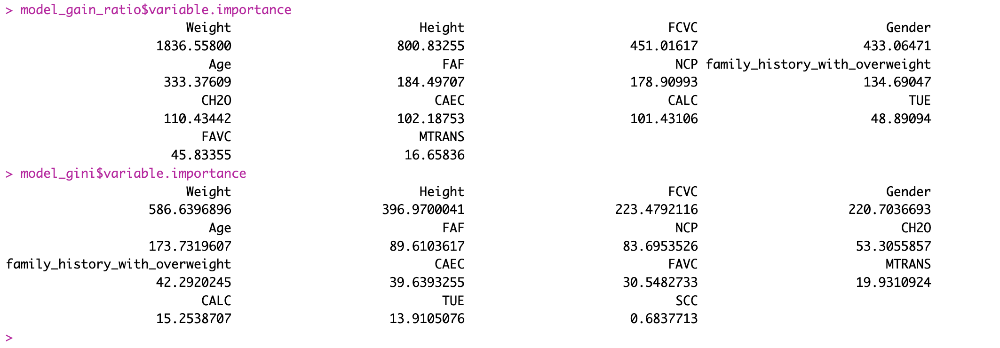 > model_gain_ratio$variable.importance
Weight Height FCVC Gender
1836.55800 800.83255 451.01617 433.06471
Age FAF NCP family_history_with_overweight
333.37609 184.49707 178.90993 134.69047
CH2O CAEC CALC TUE
110.43442 102.18753 101.43106 48.89094
FAVC MTRANS
45.83355 16.65836
> model_gini$variable.importance
Weight Height FCVC Gender
586.6396896 396.9700041 223.4792116 220.7036693
Age FAF NCP CH2O
173.7319607 89.6103617 83.6953526 53.3055857
family_history_with_overweight CAEC FAVC MTRANS
42.2920245 39.6393255 30.5482733 19.9310924
CALC TUE SCC
15.2538707 13.9105076 0.6837713
>